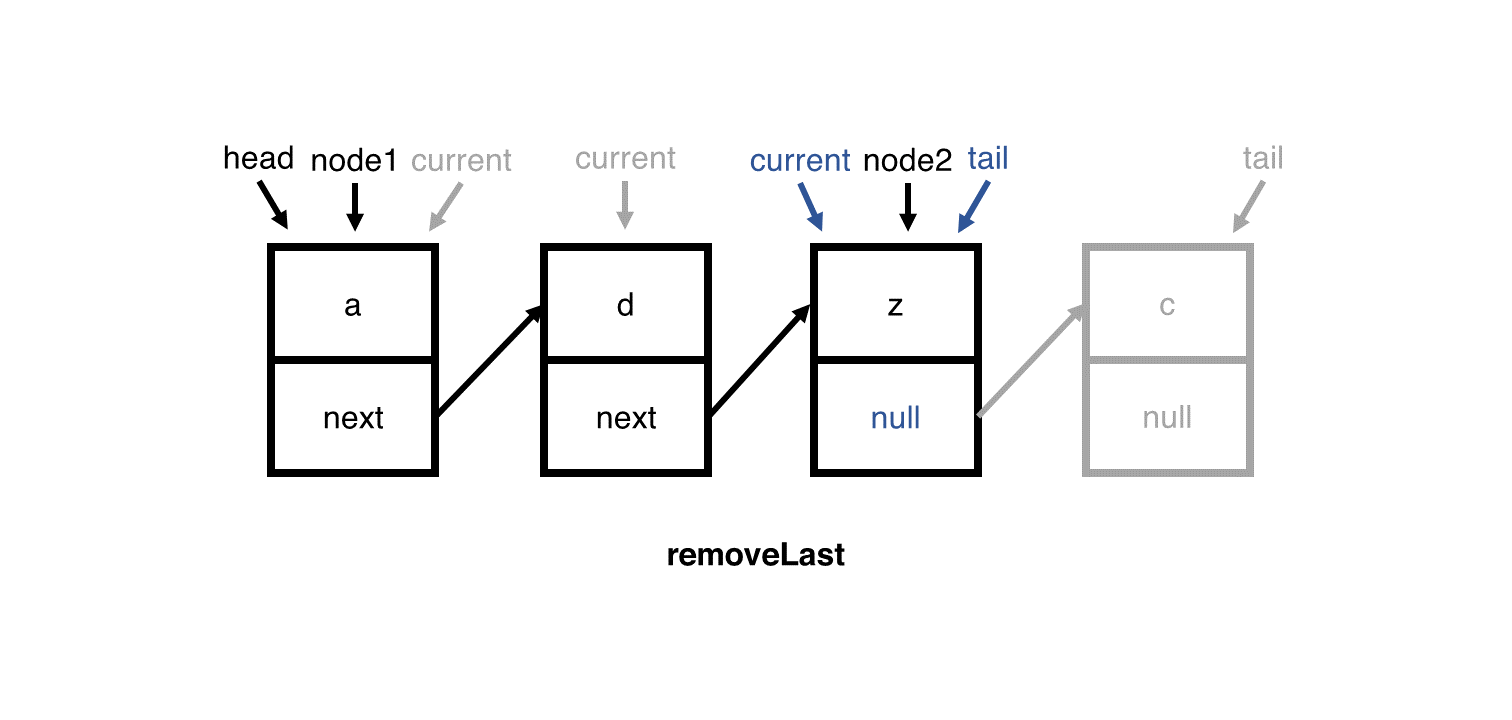 head node1 current current current node2 tail tail
a d z c
next next null null
removeLast